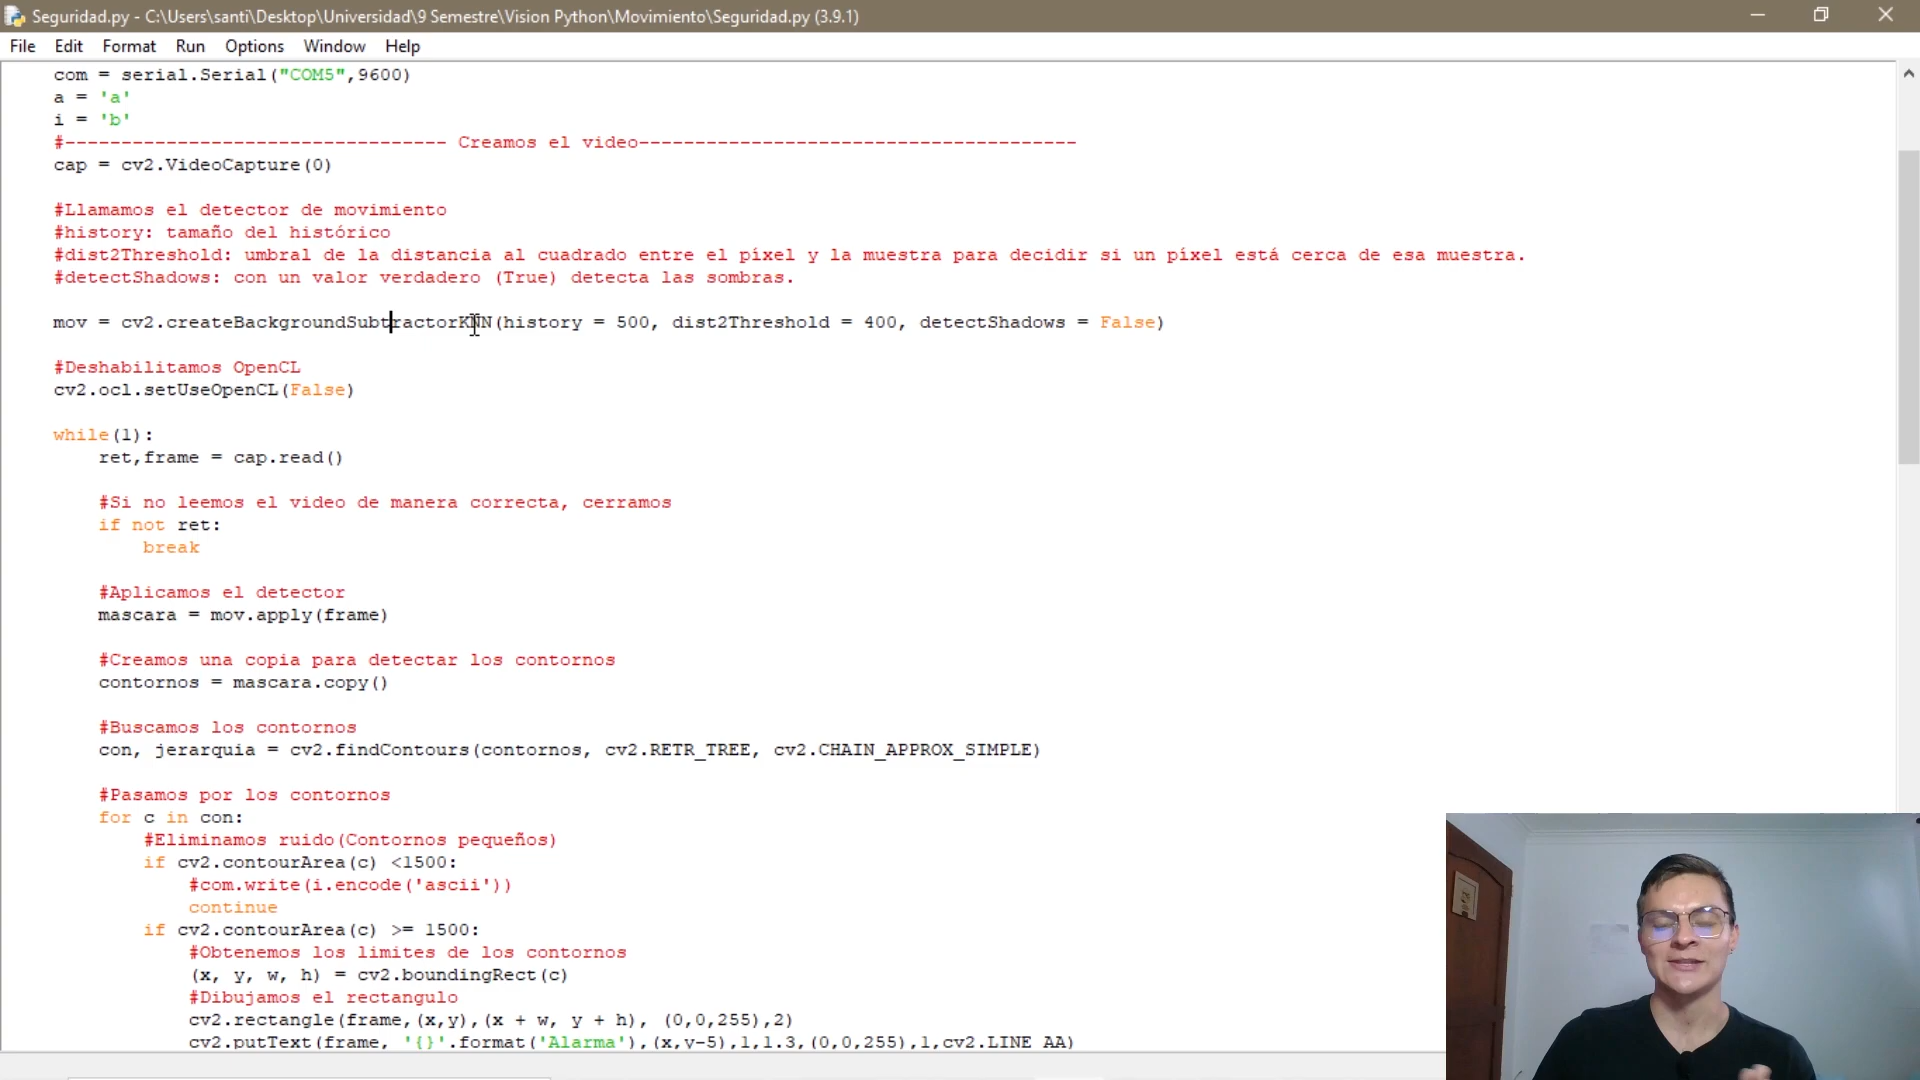 Seguridad.py - C:\Users\santi\Desktop\Universidad\9 Semestre\Vision Python\Movimiento\Seguridad.py (3.9.1)
File Edit Format Run Options Window Help
com = serial.Serial("COM5",9600)
a = 'a'
i = 'b'
#---------------------------------- Creamos el video---------------------------------------
cap = cv2.VideoCapture(0)
#Llamamos el detector de movimiento
#history: tamaño del histórico
#dist2Threshold: umbral de la distancia al cuadrado entre el píxel y la muestra para decidir si un píxel está cerca de esa muestra.
#detectShadows: con un valor verdadero (True) detecta las sombras.
mov = cv2.createBackgroundSubtractorKNN(history = 500, dist2Threshold = 400, detectShadows = False)
#Deshabilitamos OpenCL
cv2.ocl.setUseOpenCL(False)
while(1):
ret,frame = cap.read()
#Si no leemos el video de manera correcta, cerramos
if not ret:
break
#Aplicamos el detector
mascara = mov.apply(frame)
#Creamos una copia para detectar los contornos
contornos = mascara.copy()
#Buscamos los contornos
con, jerarquia = cv2.findContours(contornos, cv2.RETR_TREE, cv2.CHAIN_APPROX_SIMPLE)
#Pasamos por los contornos
for c in con:
#Eliminamos ruido(Contornos pequeños)
if cv2.contourArea(c) <1500:
#com.write(i.encode('ascii'))
continue
if cv2.contourArea(c) >= 1500:
#Obtenemos los limites de los contornos
(x, y, w, h) = cv2.boundingRect(c)
#Dibujamos el rectangulo
cv2.rectangle(frame,(x,y),(x + w, y + h), (0,0,255),2)
cv2.putText(frame, '{}'.format('Alarma'),(x,y-5),1,1.3,(0,0,255),1,cv2.LINE_AA)